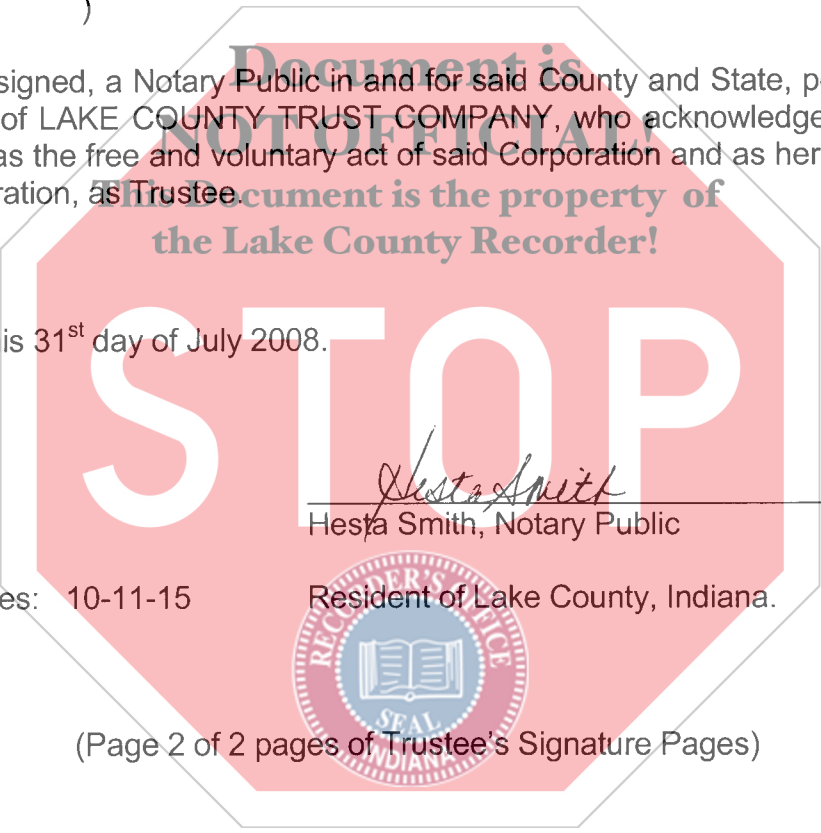 )
Document is
signed, a Notary Public in and for said County and State, p
of LAKE COUNTY TRUST COMPANY, who acknowledge
NOT OFFICIAL!
as the free and voluntary act of said Corporation and as her
ration, as Trustee.
This Document is the property of
the Lake County Recorder!
STOP
is 31st day of July 2008.
Hesta Smith
Hesta Smith, Notary Public
es: 10-11-15 Resident of Lake County, Indiana.
RECORDER'S OFFICE
SEAL
INDIANA
(Page 2 of 2 pages of Trustee's Signature Pages)